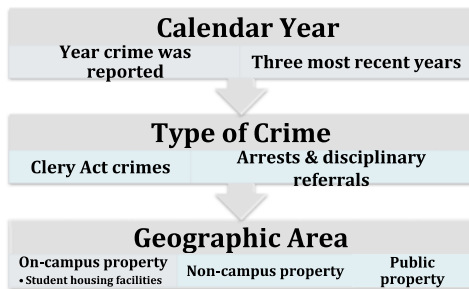 Calendar Year
Year crime was
reported
Three most recent years
Type of Crime
Clery Act crimes
Arrests & disciplinary
referrals
Geographic Area
On-campus property
• Student housing facilities
Non-campus property
Public
property